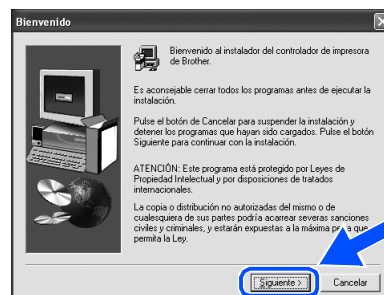 Bienvenido
Bienvenido al instalador del controlador de impresora
de Brother.
Es aconsejable cerrar todos los programas antes de ejecutar la
instalación.
Pulse el botón de Cancelar para suspender la instalación y
detener los programas que hayan sido cargados. Pulse el botón
Siguiente para continuar con la instalación.
ATENCIÓN: Este programa está protegido por Leyes de
Propiedad Intelectual y por disposiciones de tratados
internacionales.
La copia o distribución no autorizadas del mismo o de
cualesquiera de sus partes podría acarrear severas sanciones
civiles y criminales, y estarán expuestas a la máxima que
permita la Ley.
Siguiente >
Cancelar